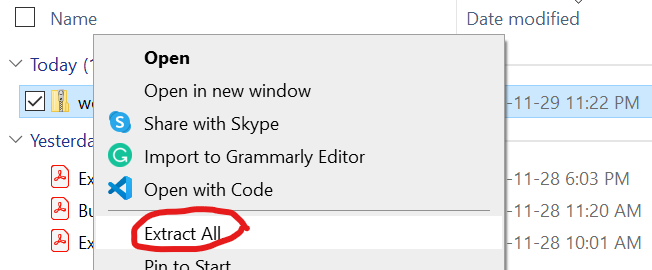 Name Date modified
Today (1
Open
Open in new window
we -11-29 11:22 PM
Share with Skype
Yesterda
Import to Grammarly Editor
Ex -11-28 6:03 PM
Open with Code
Bu -11-28 11:20 AM
Extract All
Ex -11-28 10:01 AM
Pin to Start